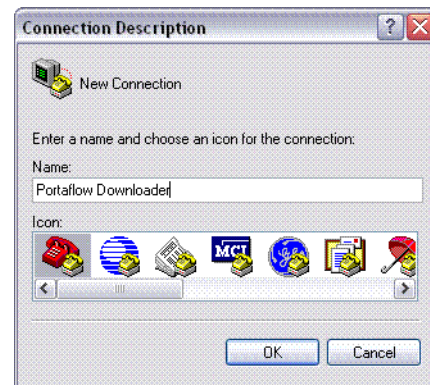 Connection Description
New Connection
Enter a name and choose an icon for the connection:
Name:
Portaflow Downloader
Icon:
MCI
OK Cancel